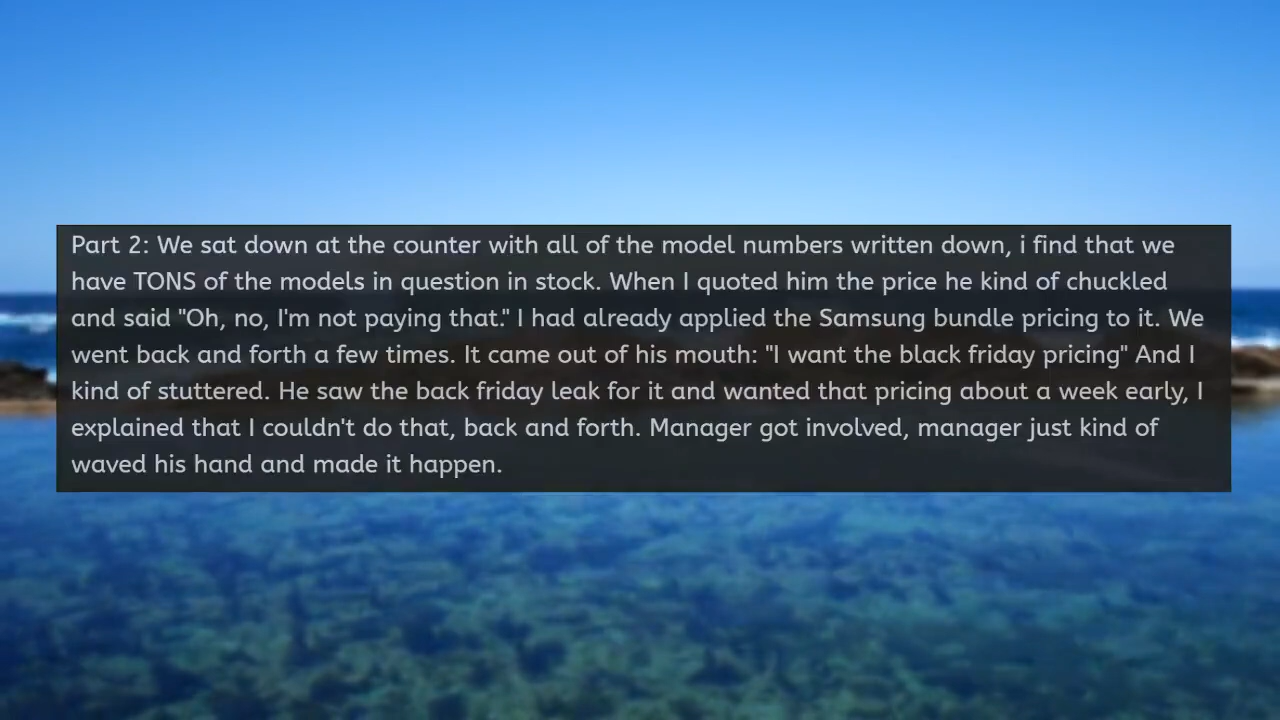 Part 2: We sat down at the counter with all of the model numbers written down, i find that we
have TONS of the models in question in stock. When I quoted him the price he kind of chuckled
and said "Oh, no, I'm not paying that." I had already applied the Samsung bundle pricing to it. We
went back and forth a few times. It came out of his mouth: "I want the black friday pricing" And I
kind of stuttered. He saw the back friday leak for it and wanted that pricing about a week early, I
explained that I couldn't do that, back and forth. Manager got involved, manager just kind of
waved his hand and made it happen.